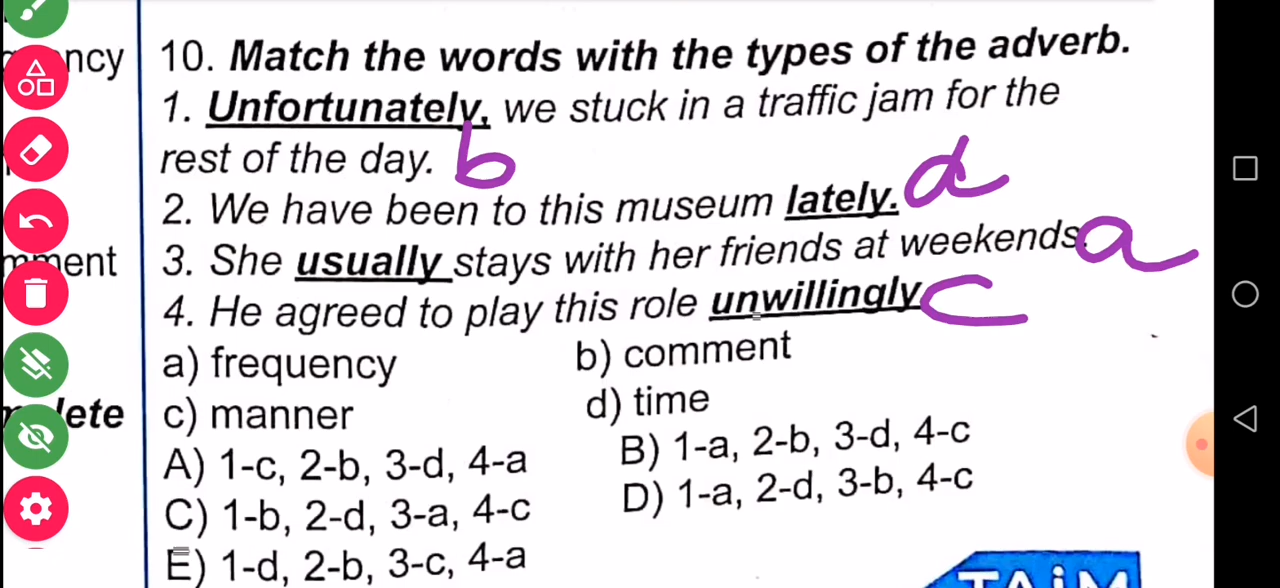 ncy
10. Match the words with the types of the adverb.
1. Unfortunately, we stuck in a traffic jam for the
rest of the day. b
2. We have been to this museum lately. d
ment
3. She usually stays with her friends at weekends. a
4. He agreed to play this role unwillingly c
a) frequency b) comment
lete
c) manner d) time
A) 1-c, 2-b, 3-d, 4-a B) 1-a, 2-b, 3-d, 4-c
C) 1-b, 2-d, 3-a, 4-c D) 1-a, 2-d, 3-b, 4-c
E) 1-d, 2-b, 3-c, 4-a
TAİM